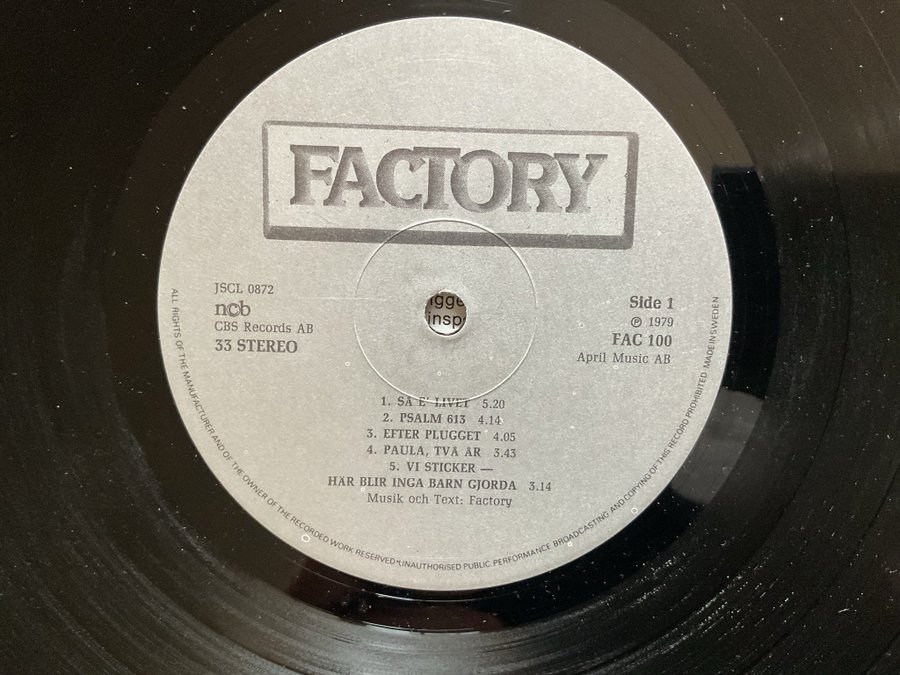 FACTORY
JSCL 0872
ncb
CBS Records AB
33 STEREO
Side 1
℗ 1979
FAC 100
April Music AB
1. SÅ E' LIVET 5.20
2. PSALM 613 4.14
3. EFTER PLUGGET 4.05
4. PAULA, TVÅ ÅR 3.43
5. VI STICKER —
HÄR BLIR INGA BARN GJORDA 3.14
Musik och Text: Factory
ALL RIGHTS OF THE MANUFACTURER AND OF THE OWNER OF THE RECORDED WORK RESERVED-UNAUTHORISED PUBLIC PERFORMANCE BROADCASTING AND COPYING OF THIS RECORD PROHIBITED MADE IN SWEDEN